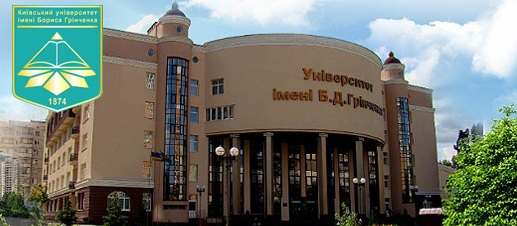 Київський університет
імені Бориса Грінченка
1874
Університет
імені Б.Д.Грінченка